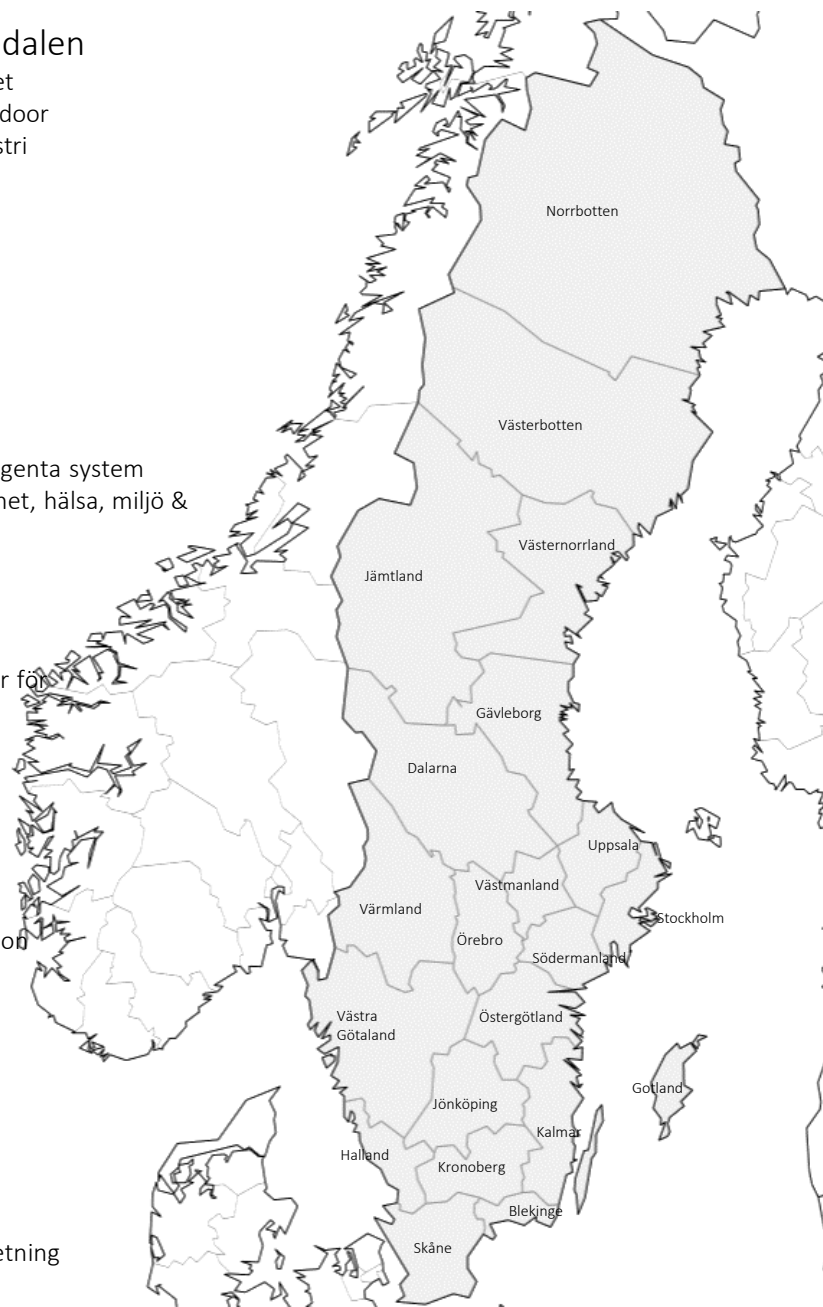 dalen
et
door
stri
genta system
net, hälsa, miljö &
r för
on
etning
Norrbotten
Västerbotten
Västernorrland
Jämtland
Gävleborg
Dalarna
Uppsala
Västmanland
Värmland
Stockholm
Örebro
Södermanland
Västra
Götaland
Östergötland
Gotland
Jönköping
Kalmar
Halland
Kronoberg
Blekinge
Skåne